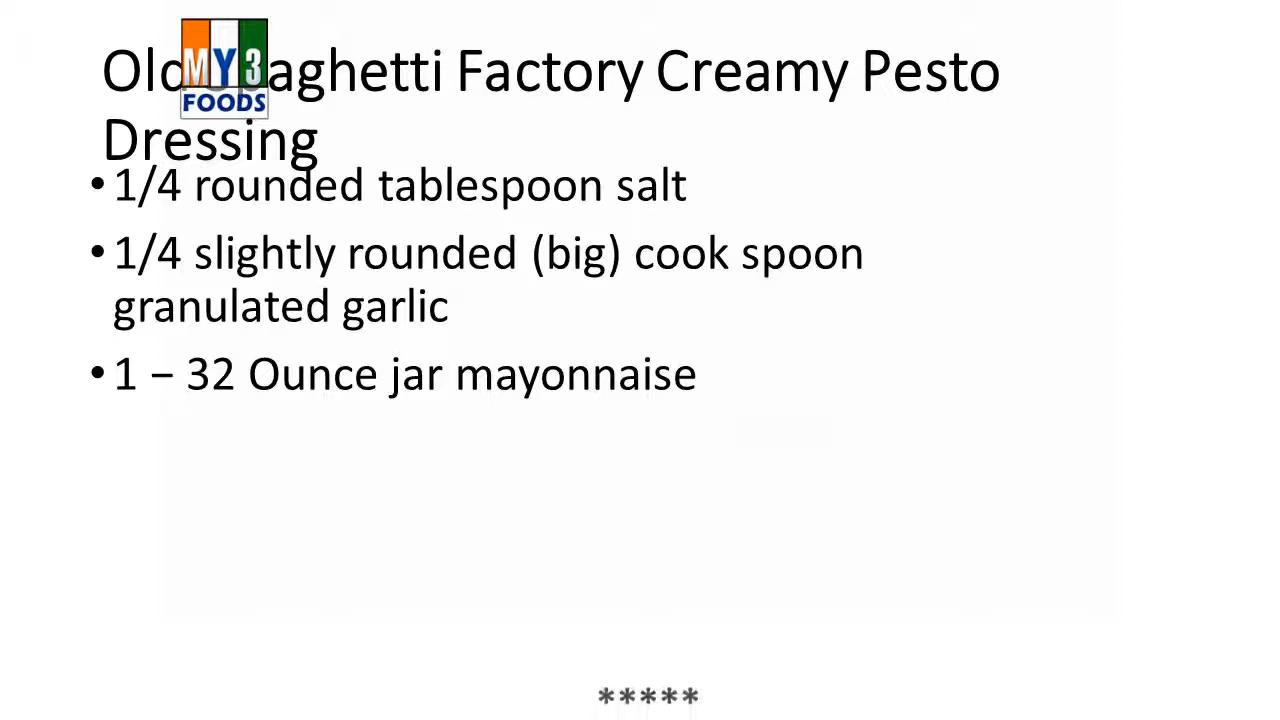 MY3
FOODS
Old Spaghetti Factory Creamy Pesto
Dressing
• 1/4 rounded tablespoon salt
• 1/4 slightly rounded (big) cook spoon
granulated garlic
• 1 – 32 Ounce jar mayonnaise
*****